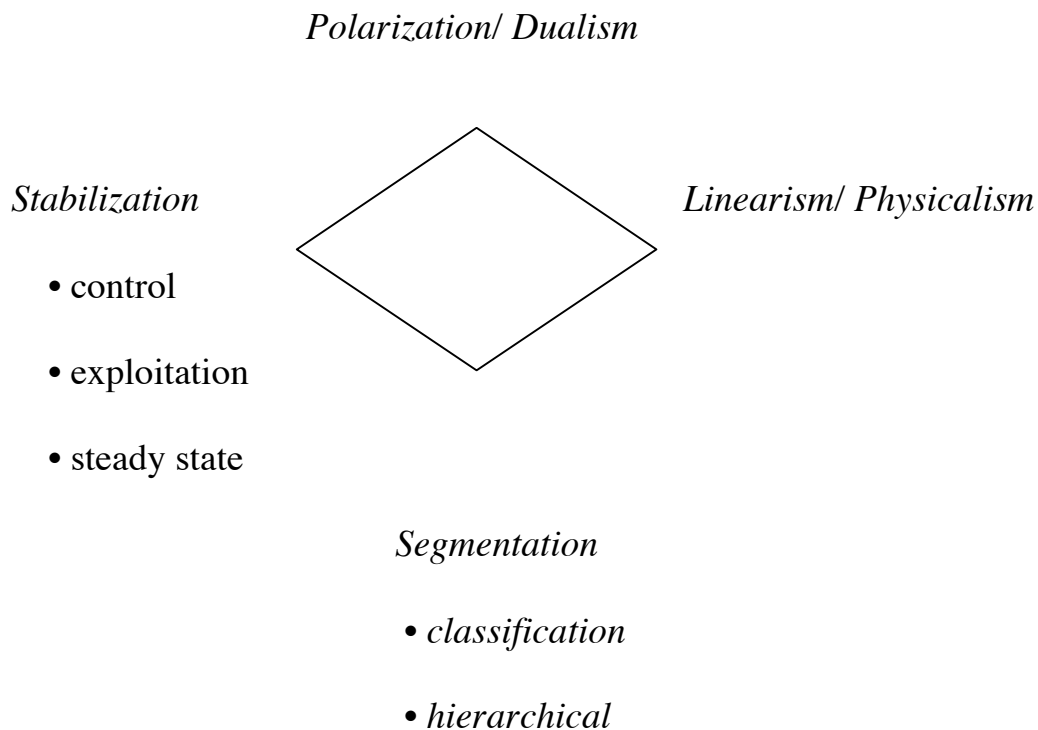 Polarization/ Dualism
Stabilization
Linearism/ Physicalism
• control
• exploitation
• steady state
Segmentation
• classification
• hierarchical